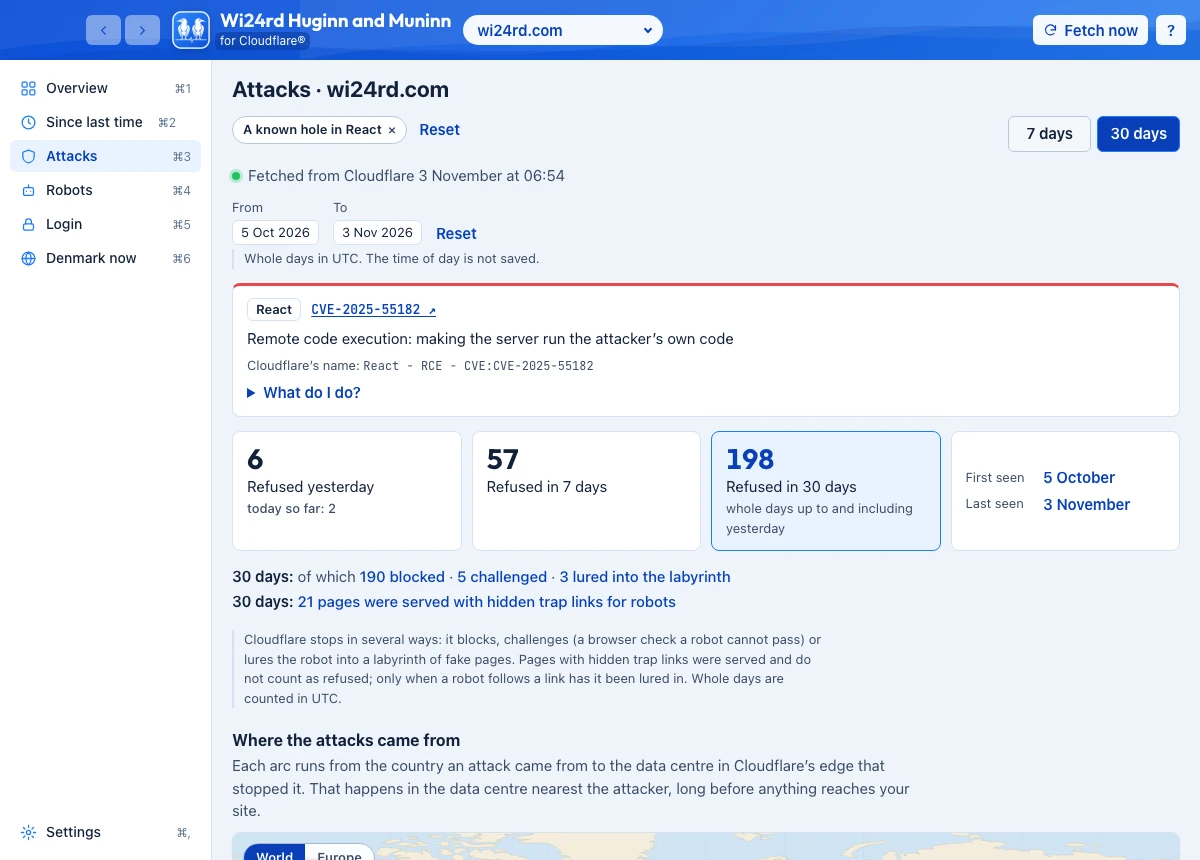 Wi24rd Huginn and Muninn
for Cloudflare®
wi24rd.com
Fetch now
?
Overview ⌘1
Since last time ⌘2
Attacks ⌘3
Robots ⌘4
Login ⌘5
Denmark now ⌘6
Settings ⌘,
Attacks · wi24rd.com
A known hole in React ×
Reset
7 days
30 days
Fetched from Cloudflare 3 November at 06:54
From To
5 Oct 2026 3 Nov 2026 Reset
Whole days in UTC. The time of day is not saved.
React CVE-2025-55182 ↗
Remote code execution: making the server run the attacker’s own code
Cloudflare’s name: React - RCE - CVE:CVE-2025-55182
What do I do?
6
Refused yesterday
today so far: 2
57
Refused in 7 days
198
Refused in 30 days
whole days up to and including
yesterday
First seen 5 October
Last seen 3 November
30 days: of which 190 blocked · 5 challenged · 3 lured into the labyrinth
30 days: 21 pages were served with hidden trap links for robots
Cloudflare stops in several ways: it blocks, challenges (a browser check a robot cannot pass) or
lures the robot into a labyrinth of fake pages. Pages with hidden trap links were served and do
not count as refused; only when a robot follows a link has it been lured in. Whole days are
counted in UTC.
Where the attacks came from
Each arc runs from the country an attack came from to the data centre in Cloudflare’s edge that
stopped it. That happens in the data centre nearest the attacker, long before anything reaches your
site.
World Europe